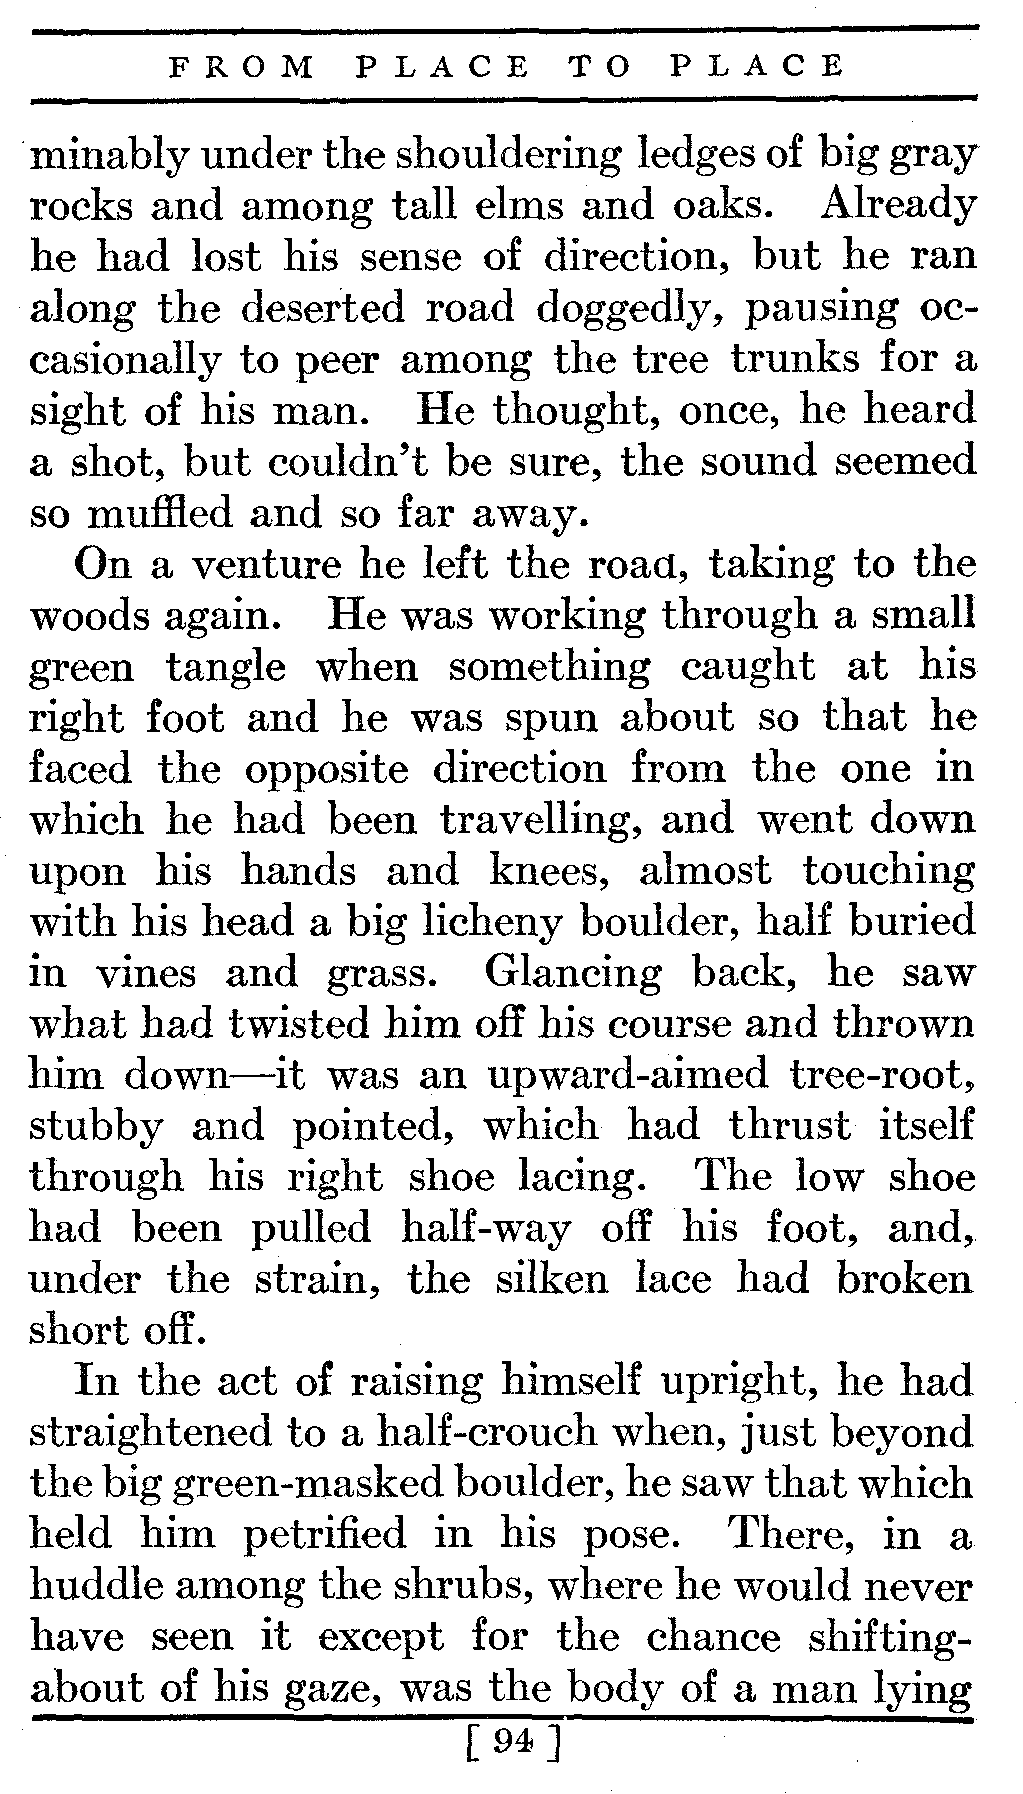 FROM PLACE TO PLACE
minably under the shouldering ledges of big gray
rocks and among tall elms and oaks. Already
he had lost his sense of direction, but he ran
along the deserted road doggedly, pausing oc-
casionally to peer among the tree trunks for a
sight of his man. He thought, once, he heard
a shot, but couldn't be sure, the sound seemed
so muffled and so far away.
On a venture he left the road, taking to the
woods again. He was working through a small
green tangle when something caught at his
right foot and he was spun about so that he
faced the opposite direction from the one in
which he had been travelling, and went down
upon his hands and knees, almost touching
with his head a big licheny boulder, half buried
in vines and grass. Glancing back, he saw
what had twisted him off his course and thrown
him down—it was an upward-aimed tree-root,
stubby and pointed, which had thrust itself
through his right shoe lacing. The low shoe
had been pulled half-way off his foot, and,
under the strain, the silken lace had broken
short off.
In the act of raising himself upright, he had
straightened to a half-crouch when, just beyond
the big green-masked boulder, he saw that which
held him petrified in his pose. There, in a
huddle among the shrubs, where he would never
have seen it except for the chance shifting-
about of his gaze, was the body of a man lying
[ 94 ]